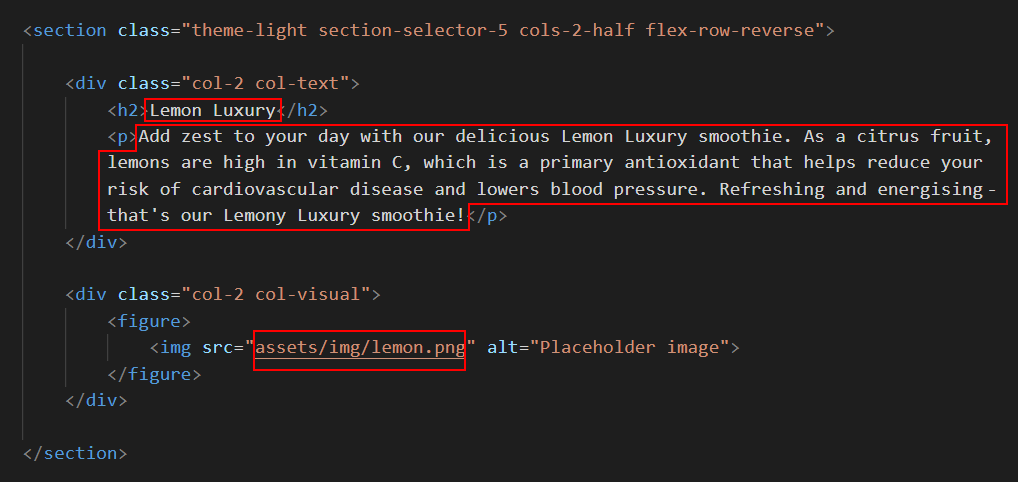 <section class="theme-light section-selector-5 cols-2-half flex-row-reverse">
<div class="col-2 col-text">
<h2>Lemon Luxury</h2>
<p>Add zest to your day with our delicious Lemon Luxury smoothie. As a citrus fruit,
lemons are high in vitamin C, which is a primary antioxidant that helps reduce your
risk of cardiovascular disease and lowers blood pressure. Refreshing and energising-
that's our Lemony Luxury smoothie!</p>
</div>
<div class="col-2 col-visual">
<figure>
<img src="assets/img/lemon.png" alt="Placeholder image">
</figure>
</div>
</section>